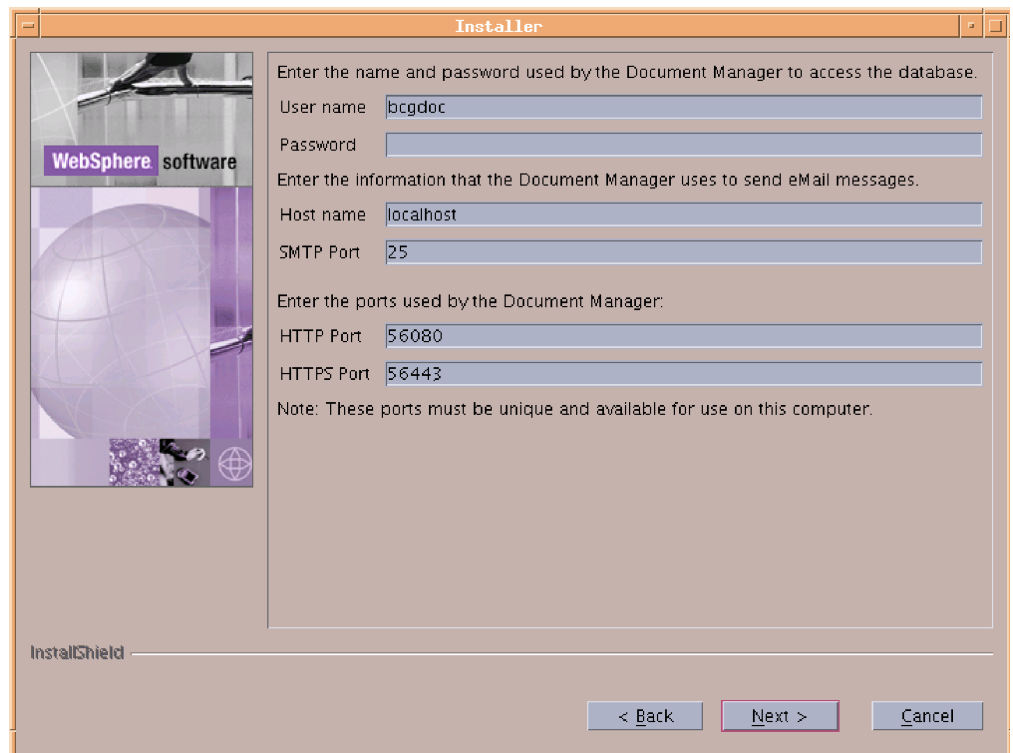 Installer
WebSphere software
Enter the name and password used by the Document Manager to access the database.
User name bcgdoc
Password
Enter the information that the Document Manager uses to send eMail messages.
Host name localhost
SMTP Port 25
Enter the ports used by the Document Manager:
HTTP Port 56080
HTTPS Port 56443
Note: These ports must be unique and available for use on this computer.
InstallShield
< Back Next > Cancel